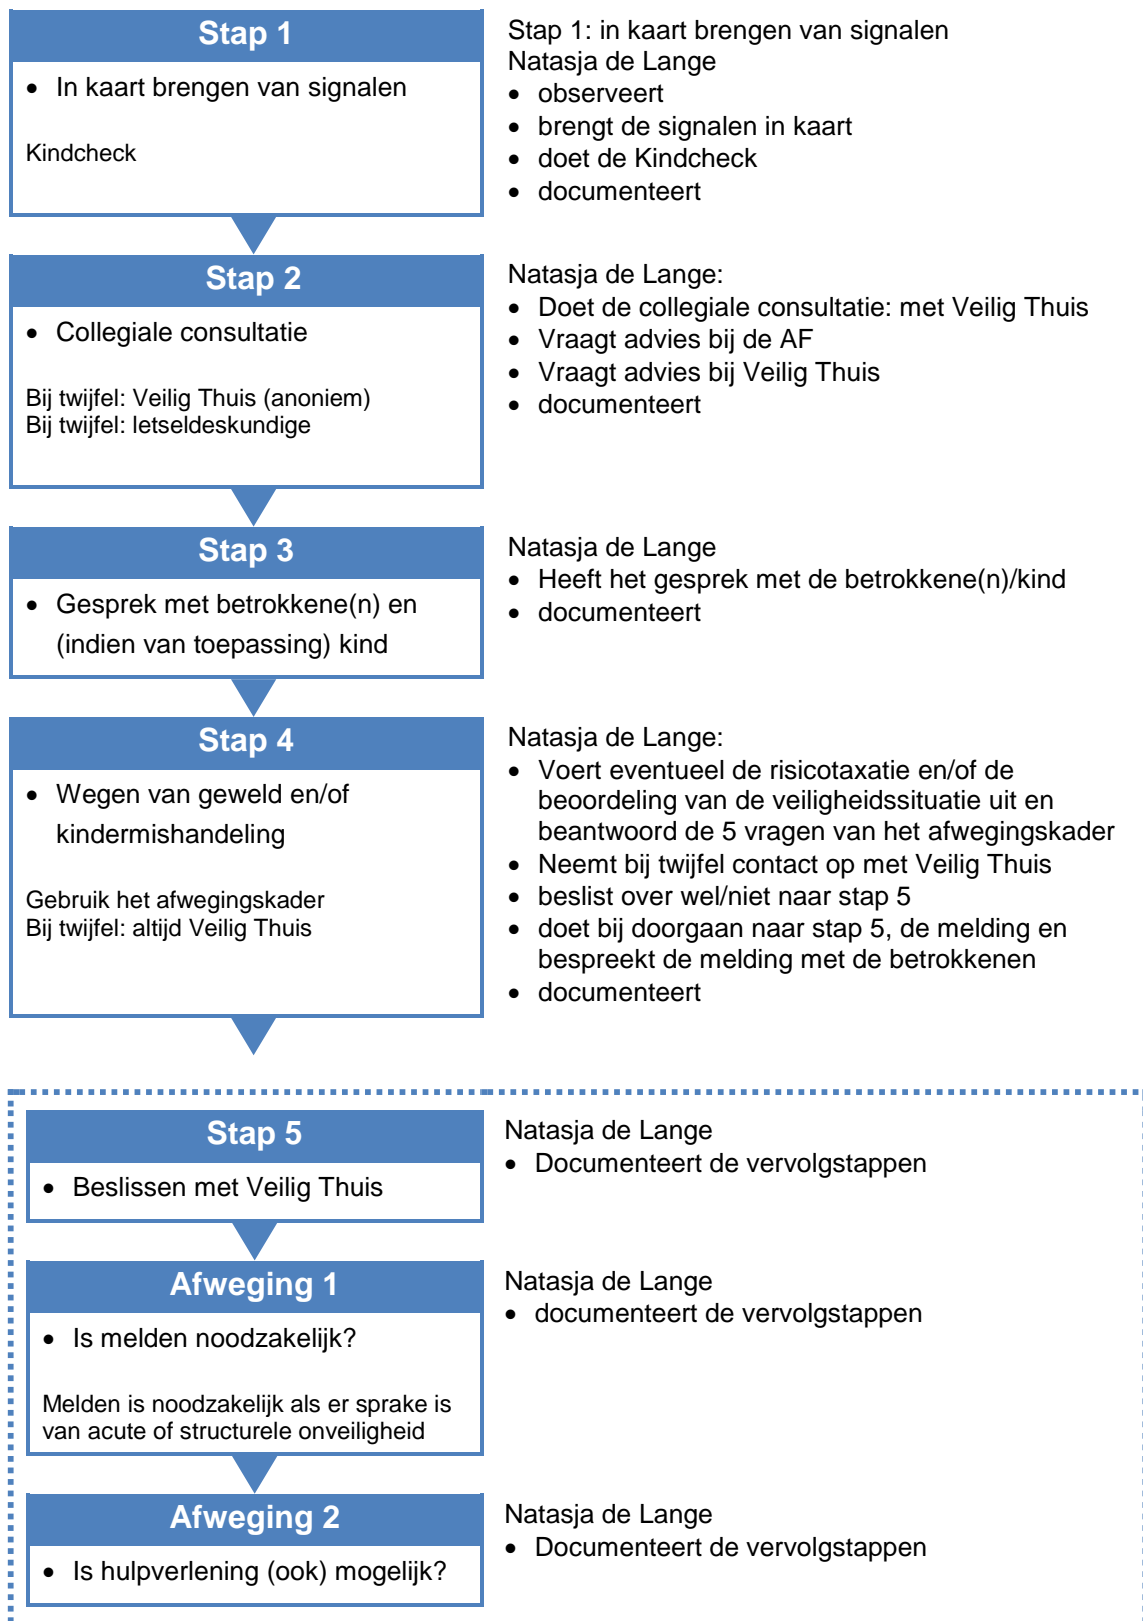 Stap 1
• In kaart brengen van signalen
Kindcheck
Stap 1: in kaart brengen van signalen
Natasja de Lange
• observeert
• brengt de signalen in kaart
• doet de Kindcheck
• documenteert
Stap 2
• Collegiale consultatie
Bij twijfel: Veilig Thuis (anoniem)
Bij twijfel: letseldeskundige
Natasja de Lange:
• Doet de collegiale consultatie: met Veilig Thuis
• Vraagt advies bij de AF
• Vraagt advies bij Veilig Thuis
• documenteert
Stap 3
• Gesprek met betrokkene(n) en
(indien van toepassing) kind
Natasja de Lange
• Heeft het gesprek met de betrokkene(n)/kind
• documenteert
Stap 4
• Wegen van geweld en/of
kindermishandeling
Gebruik het afwegingskader
Bij twijfel: altijd Veilig Thuis
Natasja de Lange:
• Voert eventueel de risicotaxatie en/of de
beoordeling van de veiligheidssituatie uit en
beantwoord de 5 vragen van het afwegingskader
• Neemt bij twijfel contact op met Veilig Thuis
• beslist over wel/niet naar stap 5
• doet bij doorgaan naar stap 5, de melding en
bespreekt de melding met de betrokkenen
• documenteert
Stap 5
• Beslissen met Veilig Thuis
Natasja de Lange
• Documenteert de vervolgstappen
Afweging 1
• Is melden noodzakelijk?
Melden is noodzakelijk als er sprake is
van acute of structurele onveiligheid
Natasja de Lange
• documenteert de vervolgstappen
Afweging 2
• Is hulpverlening (ook) mogelijk?
Natasja de Lange
• Documenteert de vervolgstappen